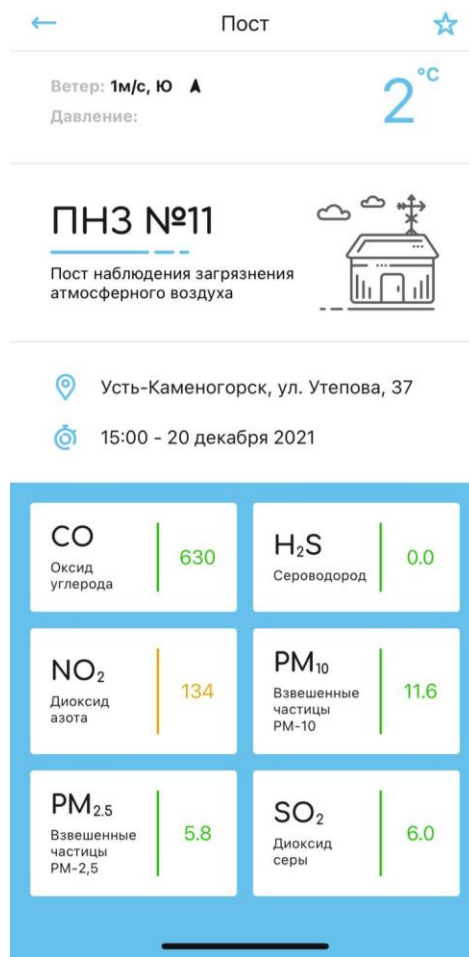 Пост
Ветер: 1м/с, Ю
Давление:
2 °C
ПНЗ №11
Пост наблюдения загрязнения
атмосферного воздуха
Усть-Каменогорск, ул. Утепова, 37
15:00 - 20 декабря 2021
CO
Оксид
углерода
630
H₂S
Сероводород
0.0
NO₂
Диоксид
азота
134
PM₁₀
Взвешенные
частицы
PM-10
11.6
PM₂.₅
Взвешенные
частицы
PM-2,5
5.8
SO₂
Диоксид
серы
6.0